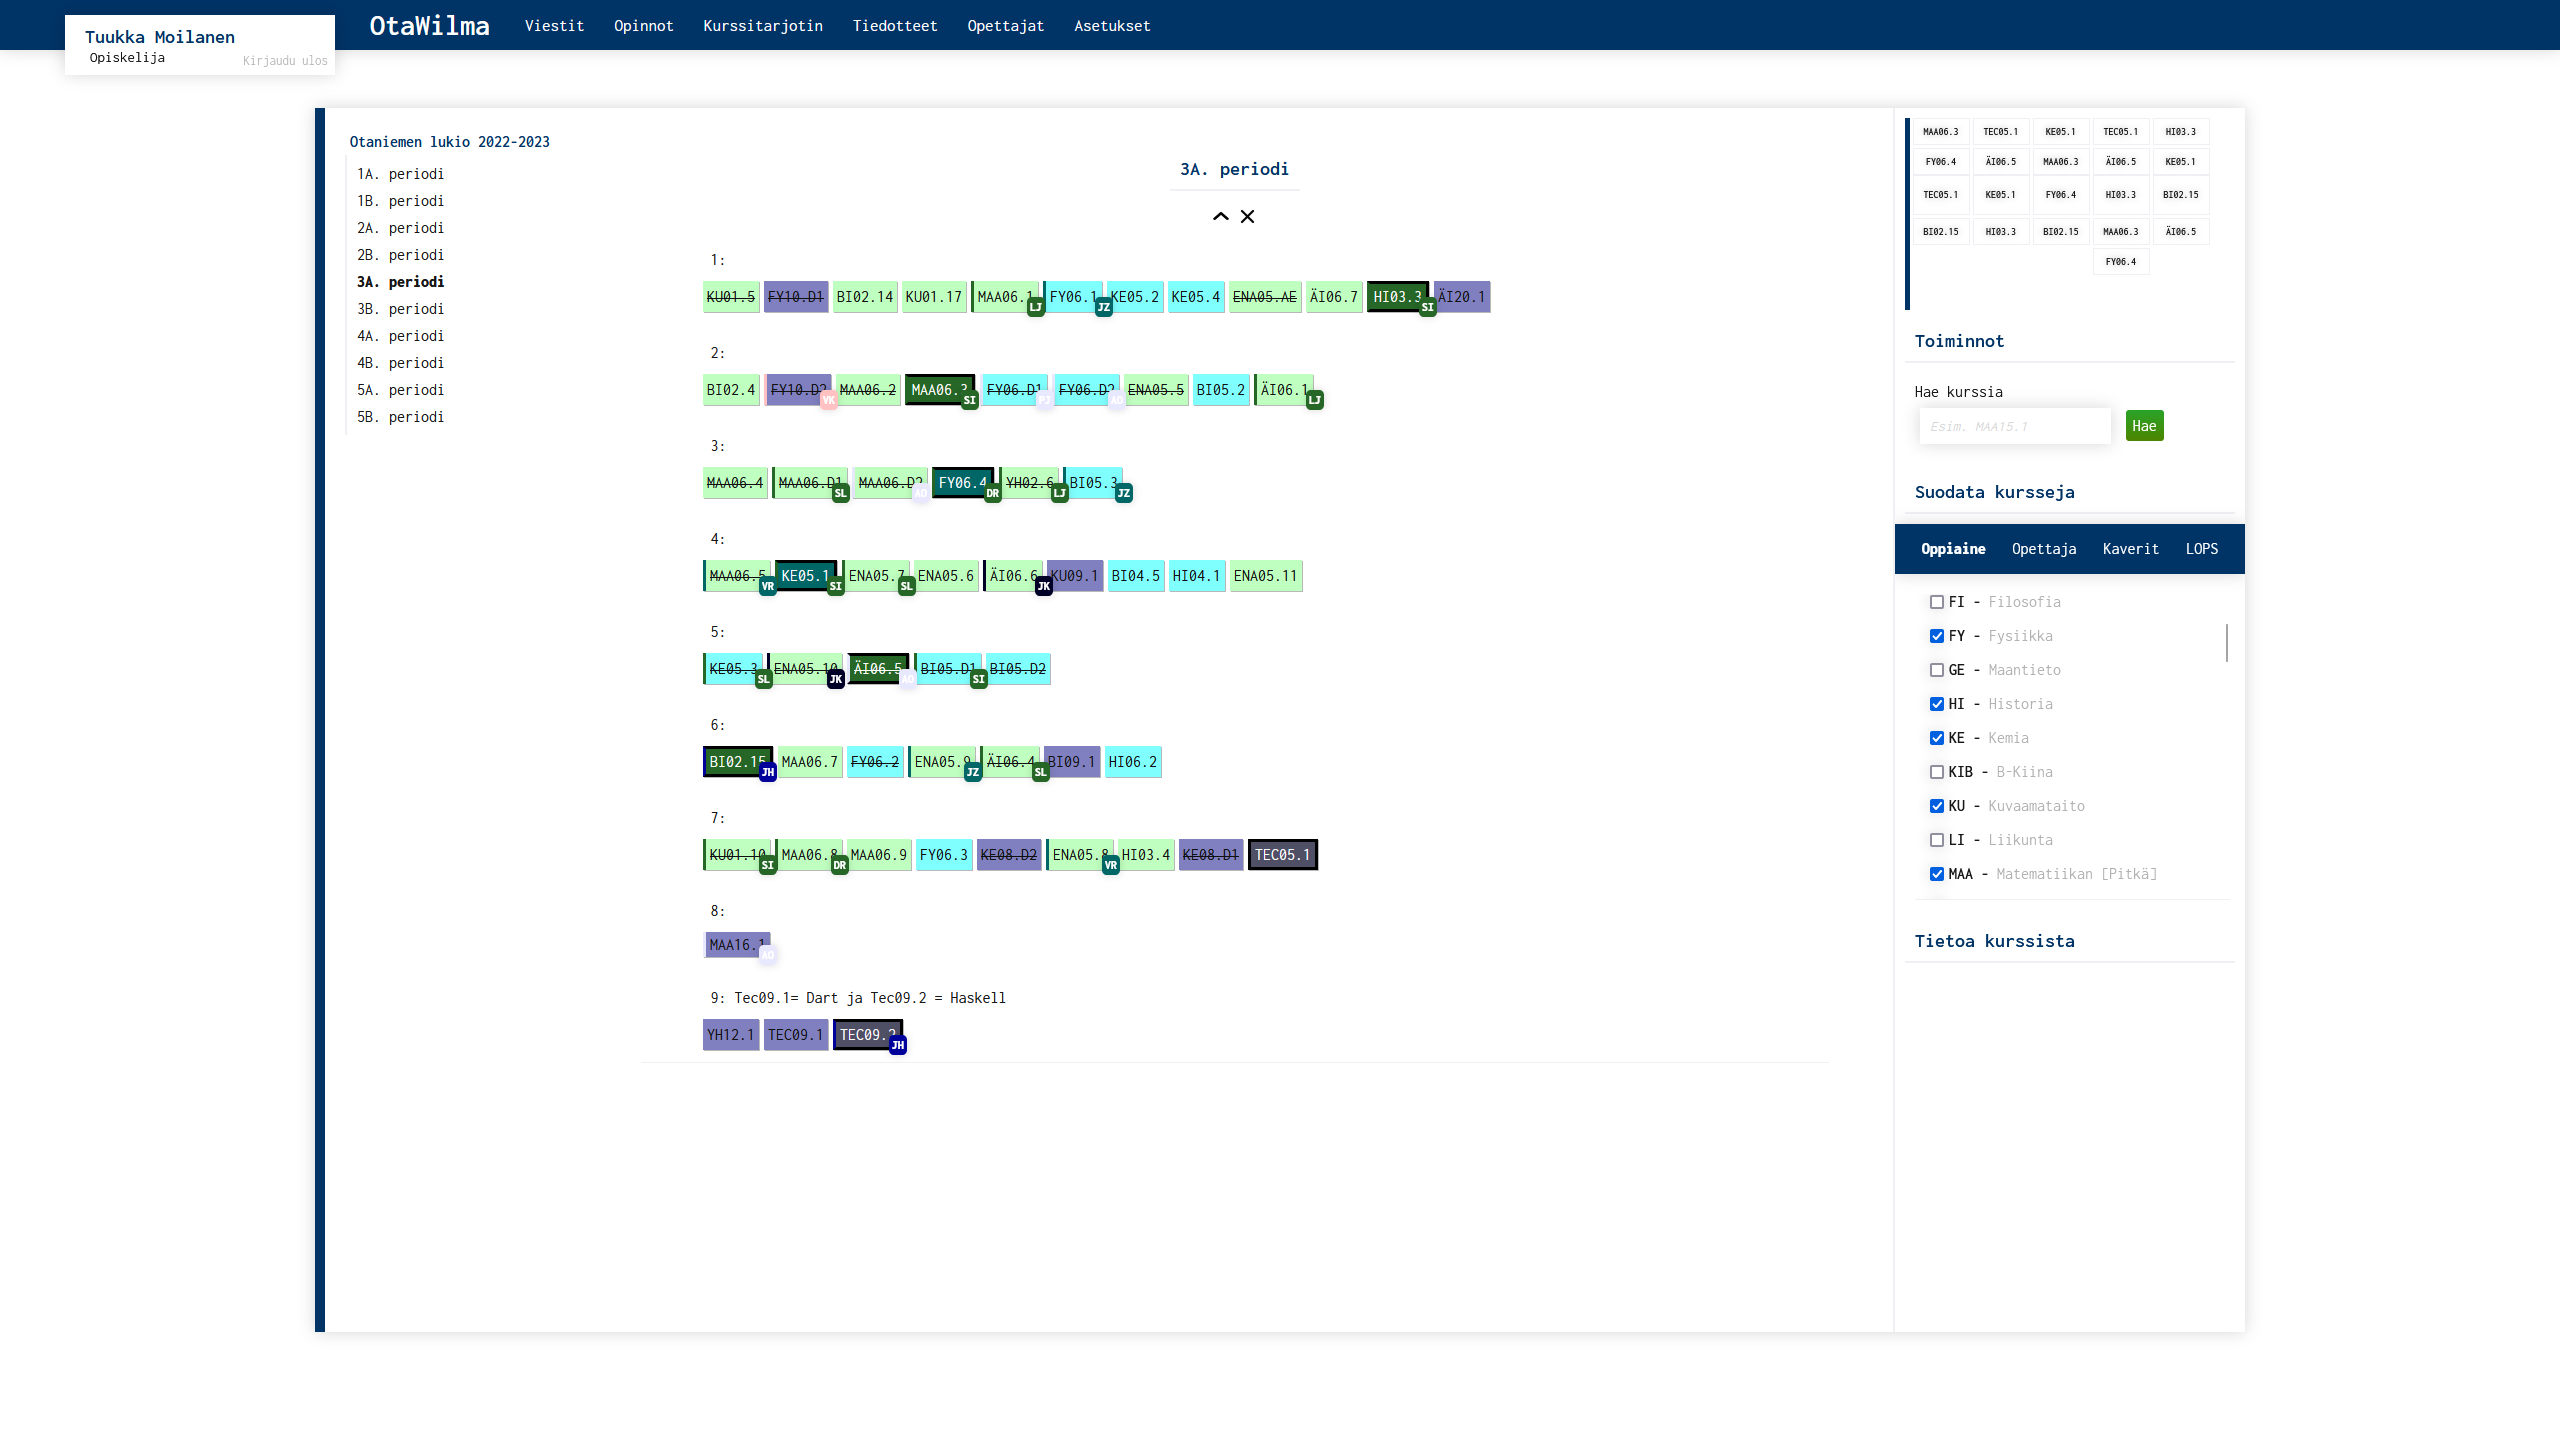 Tuukka Moilanen
Opiskelija
Kirjaudu ulos
OtaWilma Viestit Opinnot Kurssitarjotin Tiedotteet Opettajat Asetukset
Otaniemen lukio 2022-2023
1A. periodi
1B. periodi
2A. periodi
2B. periodi
3A. periodi
3B. periodi
4A. periodi
4B. periodi
5A. periodi
5B. periodi
3A. periodi
1:
KU01.5 FY10.D1 BI02.14 KU01.17 MAA06.1 LJ FY06.1 JZ KE05.2 KE05.4 ENA05.AE ÄI06.7 HI03.3 SI ÄI20.1
2:
BI02.4 FY10.D2 VK MAA06.2 MAA06.3 SI FY06.D1 PJ FY06.D2 AO ENA05.5 BI05.2 ÄI06.1 LJ
3:
MAA06.4 MAA06.D1 SL MAA06.D2 AO FY06.4 DR YH02.6 LJ BI05.3 JZ
4:
MAA06.5 VR KE05.1 SI ENA05.7 SL ENA05.6 ÄI06.6 JK KU09.1 BI04.5 HI04.1 ENA05.11
5:
KE05.3 SL ENA05.10 JK ÄI06.5 AO BI05.D1 SI BI05.D2
6:
BI02.15 JH MAA06.7 FY06.2 ENA05.9 JZ ÄI06.4 SL BI09.1 HI06.2
7:
KU01.10 SI MAA06.8 DR MAA06.9 FY06.3 KE08.D2 ENA05.8 VR HI03.4 KE08.D1 TEC05.1
8:
MAA16.1 AO
9: Tec09.1= Dart ja Tec09.2 = Haskell
YH12.1 TEC09.1 TEC09.2 JH
MAA06.3 TEC05.1 KE05.1 TEC05.1 HI03.3
FY06.4 ÄI06.5 MAA06.3 ÄI06.5 KE05.1
TEC05.1 KE05.1 FY06.4 HI03.3 BI02.15
BI02.15 HI03.3 BI02.15 MAA06.3 ÄI06.5
FY06.4
Toiminnot
Hae kurssia
Esim. MAA15.1 Hae
Suodata kursseja
Oppiaine Opettaja Kaverit LOPS
FI - Filosofia
FY - Fysiikka
GE - Maantieto
HI - Historia
KE - Kemia
KIB - B-Kiina
KU - Kuvaamataito
LI - Liikunta
MAA - Matematiikan [Pitkä]
Tietoa kurssista